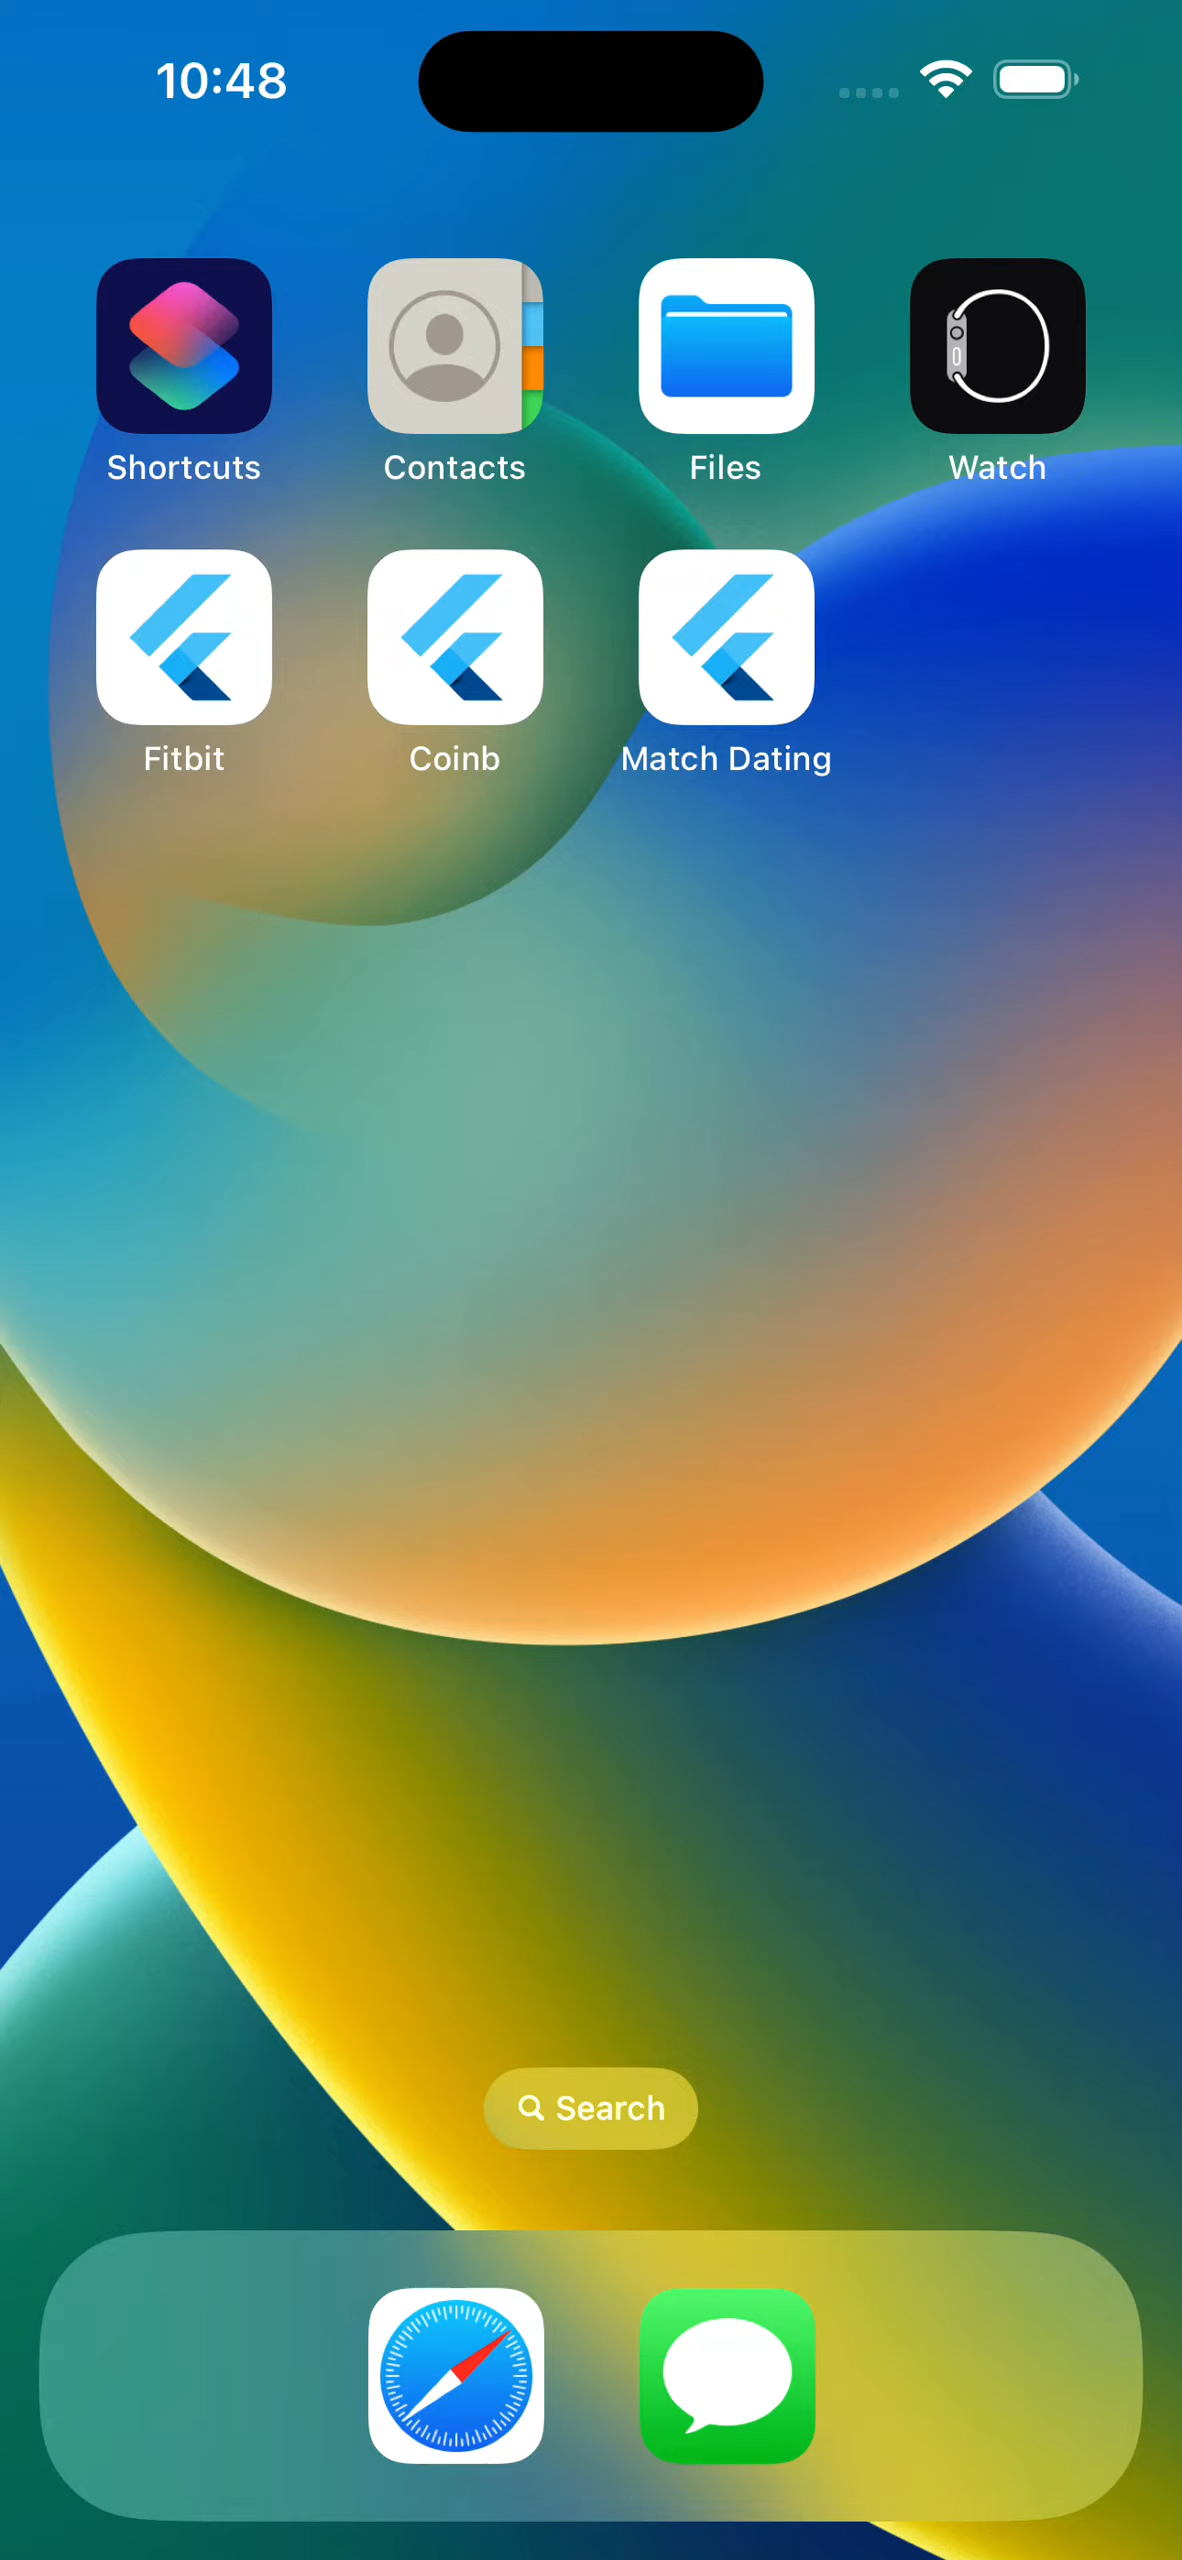 10:48
Shortcuts
Contacts
Files
Watch
Fitbit
Coinb
Match Dating
Search